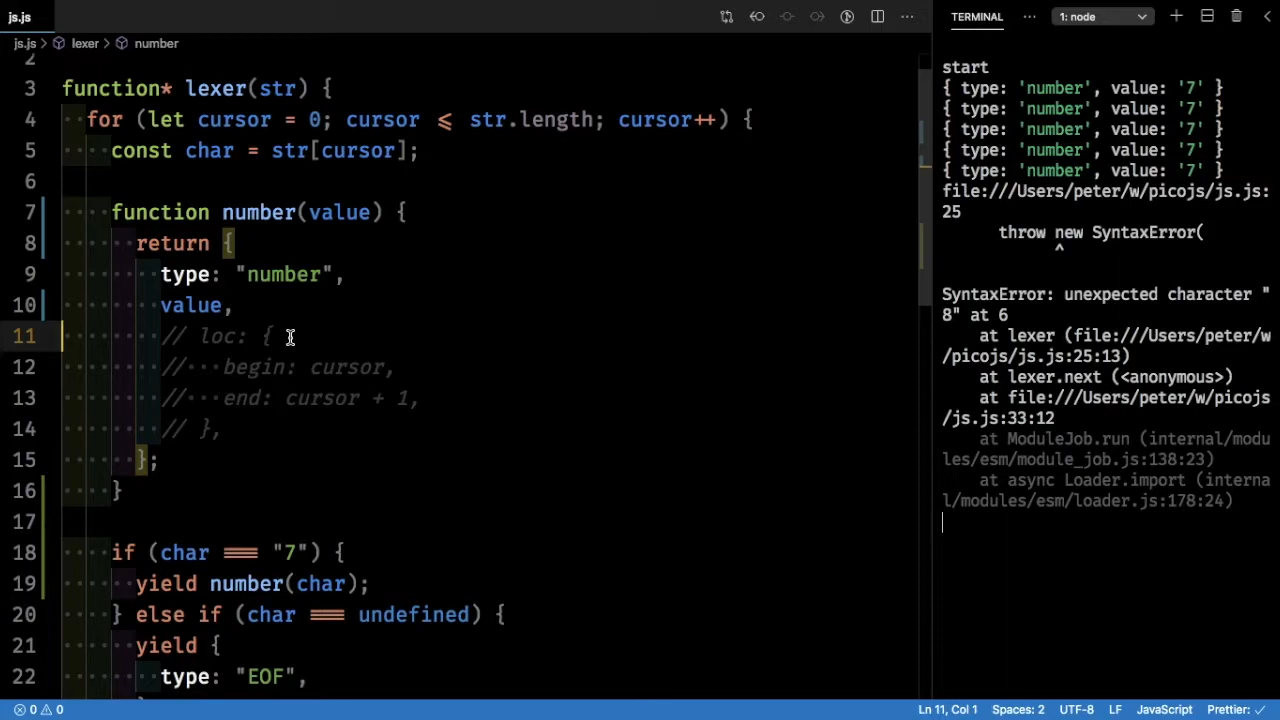 js.js
TERMINAL
1: node
js.js > lexer > number
2
3 function* lexer(str) {
4 for (let cursor = 0; cursor <= str.length; cursor++) {
5 const char = str[cursor];
6
7 function number(value) {
8 return {
9 type: "number",
10 value,
11 // loc: {
12 // begin: cursor,
13 // end: cursor + 1,
14 // },
15 };
16 }
17
18 if (char === "7") {
19 yield number(char);
20 } else if (char === undefined) {
21 yield {
22 type: "EOF",
start
{ type: 'number', value: '7' }
{ type: 'number', value: '7' }
{ type: 'number', value: '7' }
{ type: 'number', value: '7' }
{ type: 'number', value: '7' }
file:///Users/peter/w/picojs/js.js:
25
throw new SyntaxError(
^
SyntaxError: unexpected character "
8" at 6
at lexer (file:///Users/peter/w
/picojs/js.js:25:13)
at lexer.next (<anonymous>)
at file:///Users/peter/w/picojs
/js.js:33:12
at ModuleJob.run (internal/modu
les/esm/module_job.js:138:23)
at async Loader.import (interna
l/modules/esm/loader.js:178:24)
0 0
Ln 11, Col 1
Spaces: 2
UTF-8
LF
JavaScript
Prettier: ✓